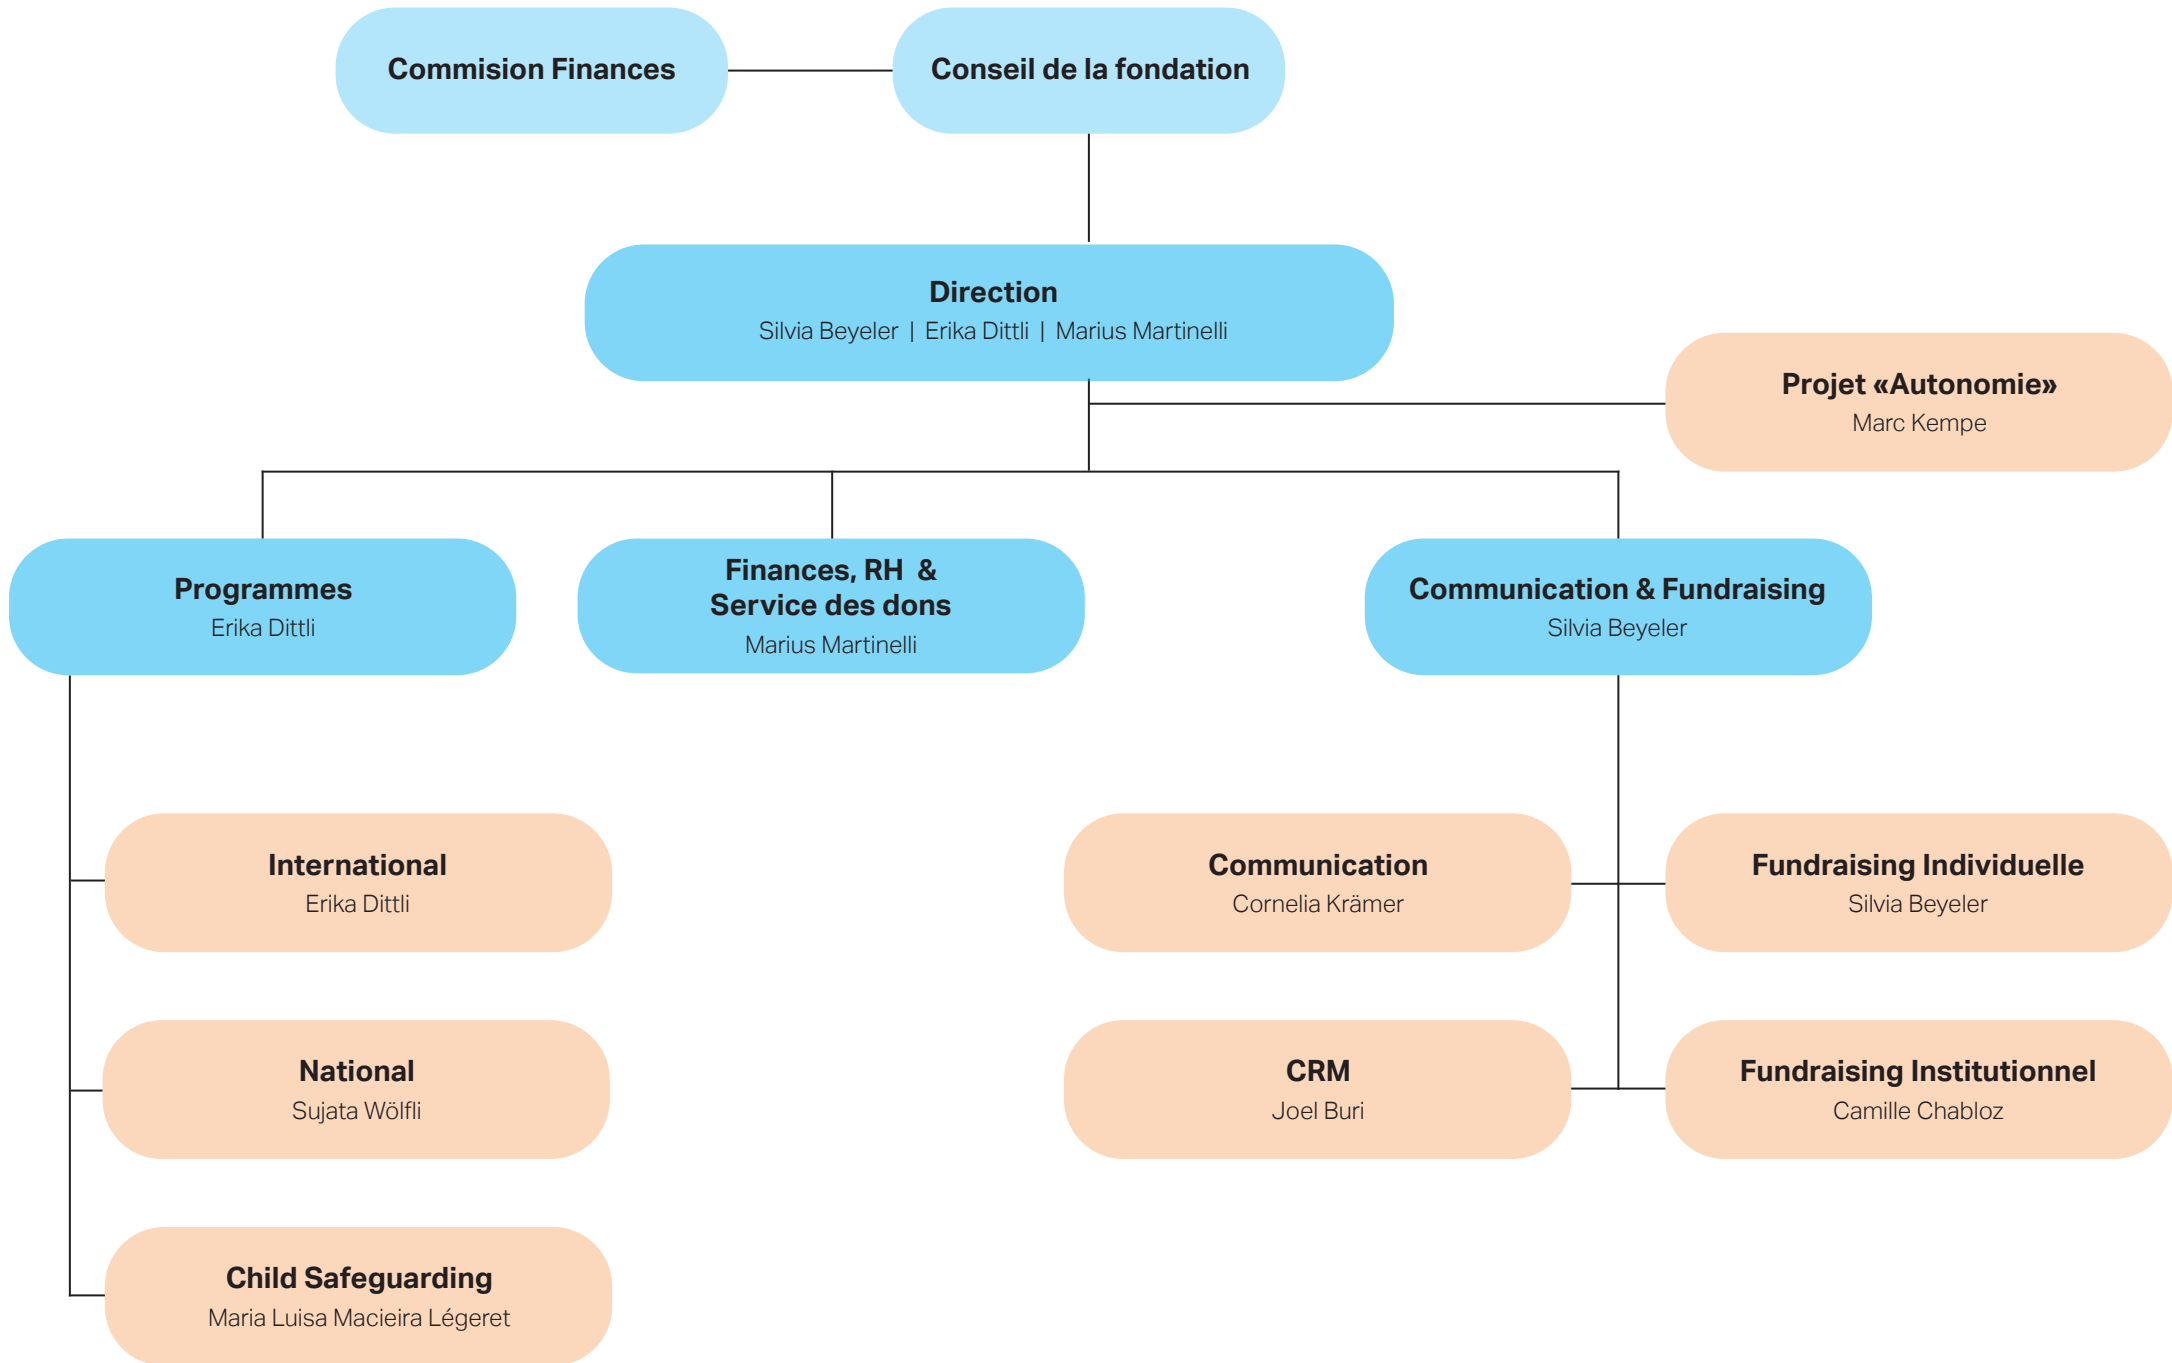 Commision Finances
Conseil de la fondation
Direction
Silvia Beyeler | Erika Dittli | Marius Martinelli
Projet «Autonomie»
Marc Kempe
Programmes
Erika Dittli
Finances, RH &
Service des dons
Marius Martinelli
Communication & Fundraising
Silvia Beyeler
International
Erika Dittli
Communication
Cornelia Krämer
Fundraising Individuelle
Silvia Beyeler
National
Sujata Wölfli
CRM
Joel Buri
Fundraising Institutionnel
Camille Chabloz
Child Safeguarding
Maria Luisa Macieira Légeret